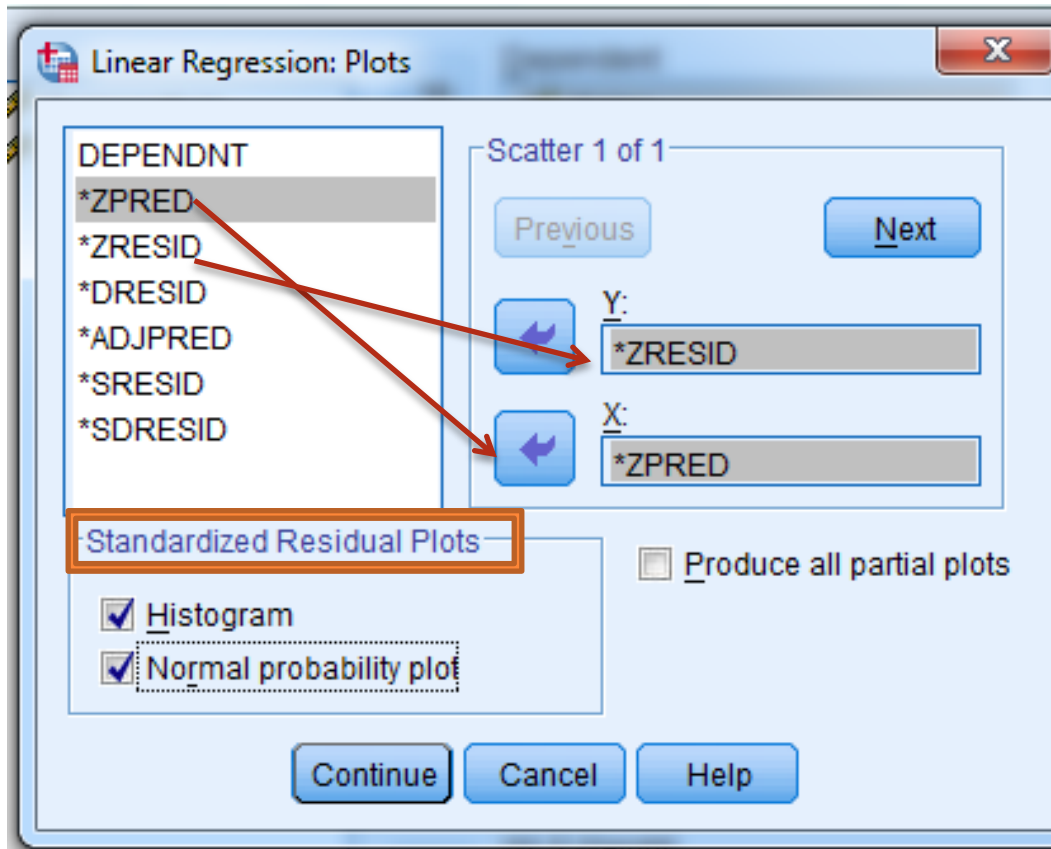 Linear Regression: Plots
DEPENDNT
*ZPRED
*ZRESID
*DRESID
*ADJPRED
*SRESID
*SDRESID
Scatter 1 of 1
Previous
Next
Y:
*ZRESID
X:
*ZPRED
Standardized Residual Plots
Histogram
Normal probability plot
Produce all partial plots
Continue
Cancel
Help